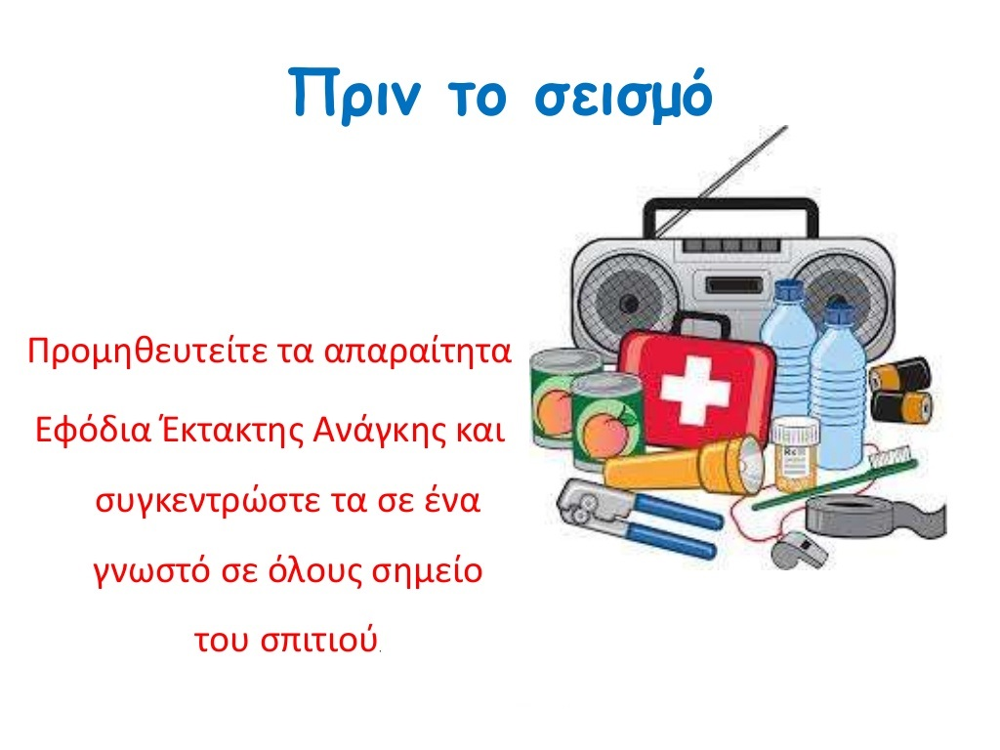 Πριν το σεισμό
Προμηθευτείτε τα απαραίτητα
Εφόδια Έκτακτης Ανάγκης και
συγκεντρώστε τα σε ένα
γνωστό σε όλους σημείο
του σπιτιού.